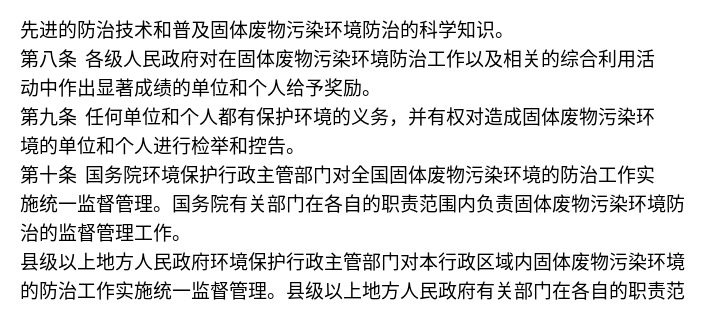 先进的防治技术和普及固体废物污染环境防治的科学知识。
第八条 各级人民政府对在固体废物污染环境防治工作以及相关的综合利用活
动中作出显著成绩的单位和个人给予奖励。
第九条 任何单位和个人都有保护环境的义务，并有权对造成固体废物污染环
境的单位和个人进行检举和控告。
第十条 国务院环境保护行政主管部门对全国固体废物污染环境的防治工作实
施统一监督管理。国务院有关部门在各自的职责范围内负责固体废物污染环境防
治的监督管理工作。
县级以上地方人民政府环境保护行政主管部门对本行政区域内固体废物污染环境
的防治工作实施统一监督管理。县级以上地方人民政府有关部门在各自的职责范